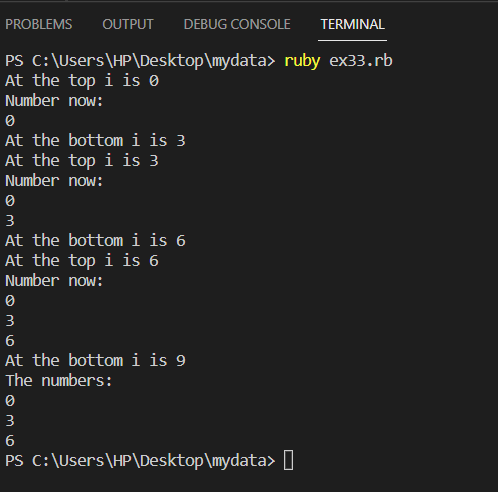 PROBLEMS OUTPUT DEBUG CONSOLE TERMINAL
PS C:\Users\HP\Desktop\mydata> ruby ex33.rb
At the top i is 0
Number now:
0
At the bottom i is 3
At the top i is 3
Number now:
0
3
At the bottom i is 6
At the top i is 6
Number now:
0
3
6
At the bottom i is 9
The numbers:
0
3
6
PS C:\Users\HP\Desktop\mydata>